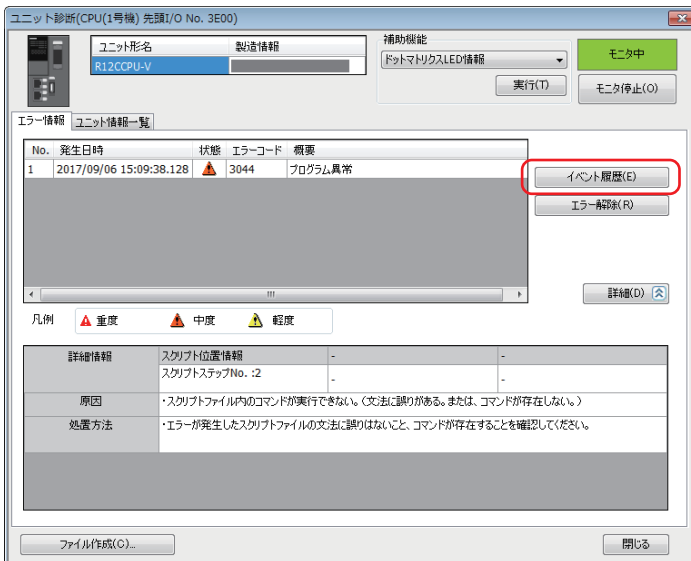 ユニット診断(CPU(1号機) 先頭I/O No. 3E00)
ユニット形名 製造情報
R12CCPU-V
補助機能
ドットマトリクスLED情報
実行(T)
モニタ中
モニタ停止(O)
エラー情報 ユニット情報一覧
No. 発生日時 状態 エラーコード 概要
1 2017/09/06 15:09:38.128 3044 プログラム異常
イベント履歴(E)
エラー解除(R)
詳細(D)
凡例 重度 中度 軽度
詳細情報 スクリプト位置情報 - -
スクリプトステップNo. :2 - -
原因 ・スクリプトファイル内のコマンドが実行できない。(文法に誤りがある。または、コマンドが存在しない。)
処置方法 ・エラーが発生したスクリプトファイルの文法に誤りはないこと、コマンドが存在することを確認してください。
ファイル作成(C)...
閉じる